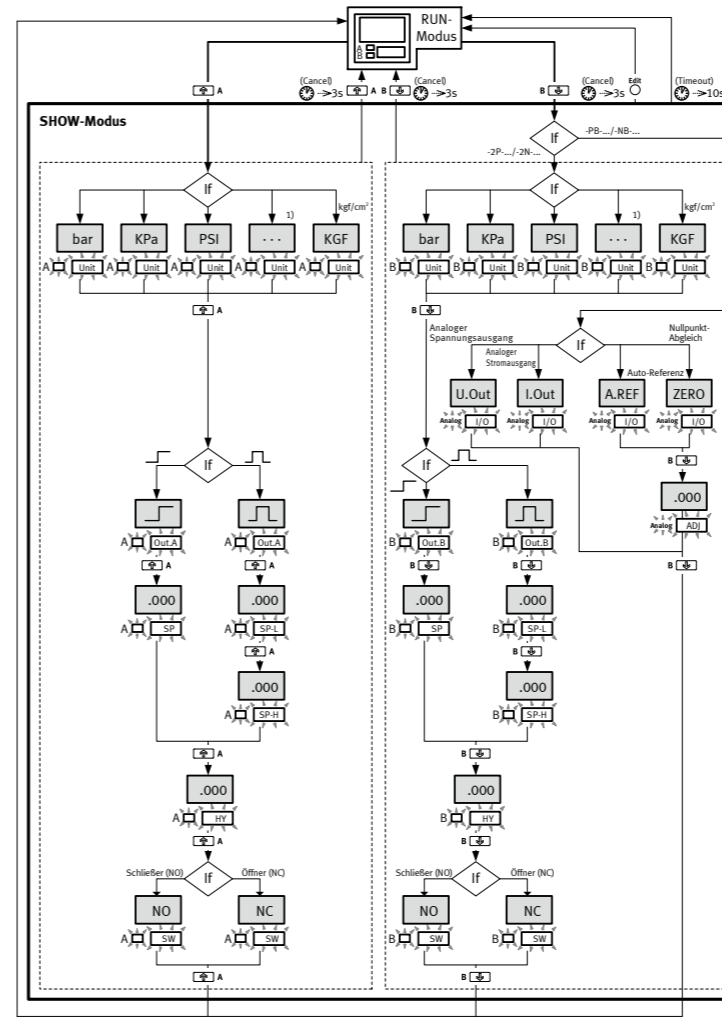 RUN-
Modus
A
B
A
(Cancel)
->3s
A
B
(Cancel)
->3s
B
(Cancel)
->3s
Edit
(Timeout)
->10s
SHOW-Modus
If
-PB-.../-NB-...
-2P-.../-2N-...
If
1)
kgf/cm²
bar
KPa
PSI
...
KGF
A Unit
A Unit
A Unit
A Unit
A Unit
If
1)
kgf/cm²
bar
KPa
PSI
...
KGF
B Unit
B Unit
B Unit
B Unit
B Unit
A
B
Analoger
Spannungsausgang
Analoger
Stromausgang
If
Nullpunkt-
Abgleich
Auto-Referenz
U.Out
I.Out
A.REF
ZERO
Analog I/O
Analog I/O
Analog I/O
Analog I/O
B
.000
Analog ADJ
B
If
A Out.A
A Out.A
A
A
.000
.000
A SP
A SP-L
A
.000
A SP-H
A
.000
A HY
A
Schließer (NO)
If
Öffner (NC)
NO
NC
A SW
A SW
A
If
B Out.B
B Out.B
B
B
.000
.000
B SP
B SP-L
B
.000
B SP-H
B
.000
B HY
B
Schließer (NO)
If
Öffner (NC)
NO
NC
B SW
B SW
B